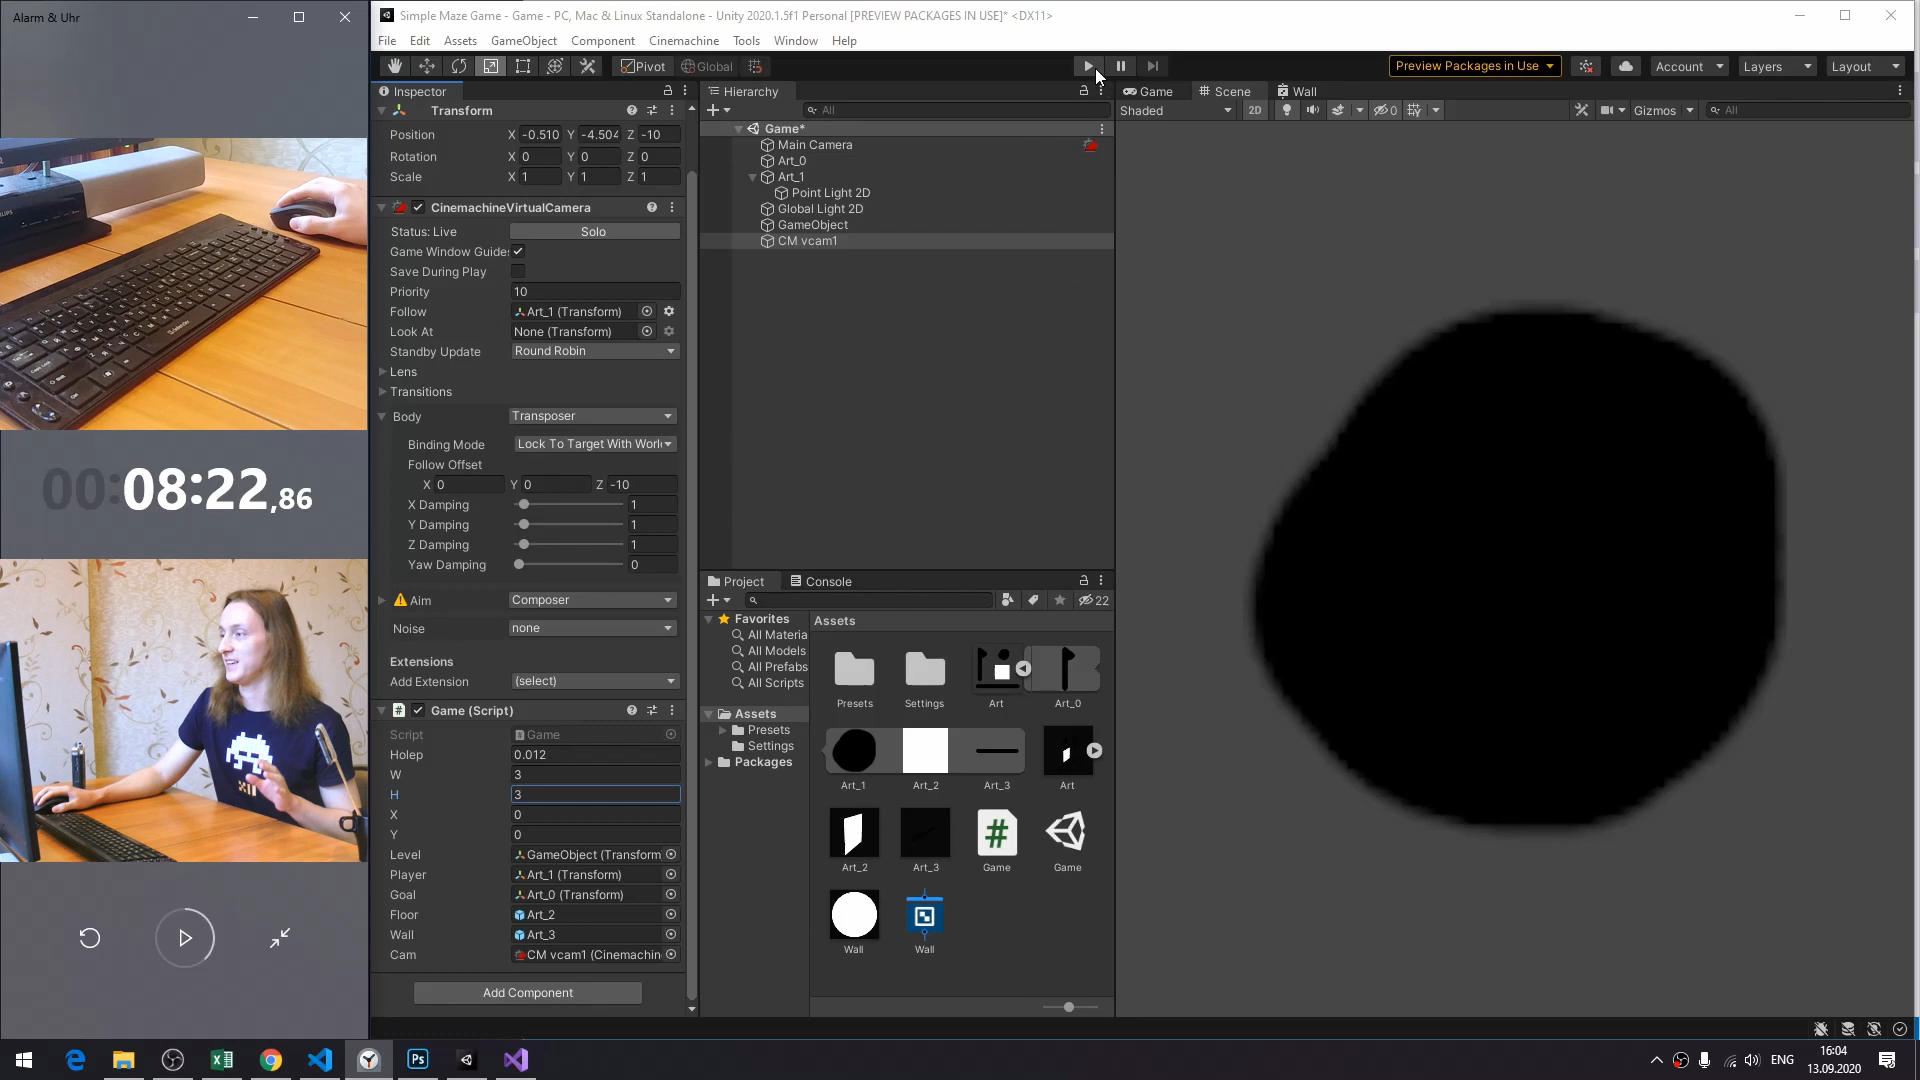 Alarm & Uhr
Simple Maze Game - Game - PC, Mac & Linux Standalone - Unity 2020.1.5f1 Personal [PREVIEW PACKAGES IN USE]* <DX11>
File Edit Assets GameObject Component Cinemachine Tools Window Help
Pivot Global Preview Packages in Use Account Layers Layout
Inspector
Transform
Position X -0.510 Y -4.504 Z -10
Rotation X 0 Y 0 Z 0
Scale X 1 Y 1 Z 1
CinemachineVirtualCamera
Status: Live Solo
Game Window Guide
Save During Play
Priority 10
Follow Art_1 (Transform)
Look At None (Transform)
Standby Update Round Robin
Lens
Transitions
Body Transposer
Binding Mode Lock To Target With Worl
Follow Offset
X 0 Y 0 Z -10
X Damping 1
Y Damping 1
Z Damping 1
Yaw Damping 0
Aim Composer
Noise none
Extensions
Add Extension (select)
Game (Script)
Script Game
Holep 0.012
W 3
H 3
X 0
Y 0
Level GameObject (Transform
Player Art_1 (Transform)
Goal Art_0 (Transform)
Floor Art_2
Wall Art_3
Cam CM vcam1 (Cinemachin
Add Component
Hierarchy
All
Game*
Main Camera
Art_0
Art_1
Point Light 2D
Global Light 2D
GameObject
CM vcam1
Project Console
22
Favorites
All Materia
All Models
All Prefabs
All Scripts
Assets
Presets
Settings
Packages
Assets
Presets Settings Art Art_0
Art_1 Art_2 Art_3 Art
Art_2 Art_3 Game Game
Wall Wall
Game Scene Wall
Shaded 2D 0 Gizmos All
00:08:22,86
ENG 16:04
13.09.2020